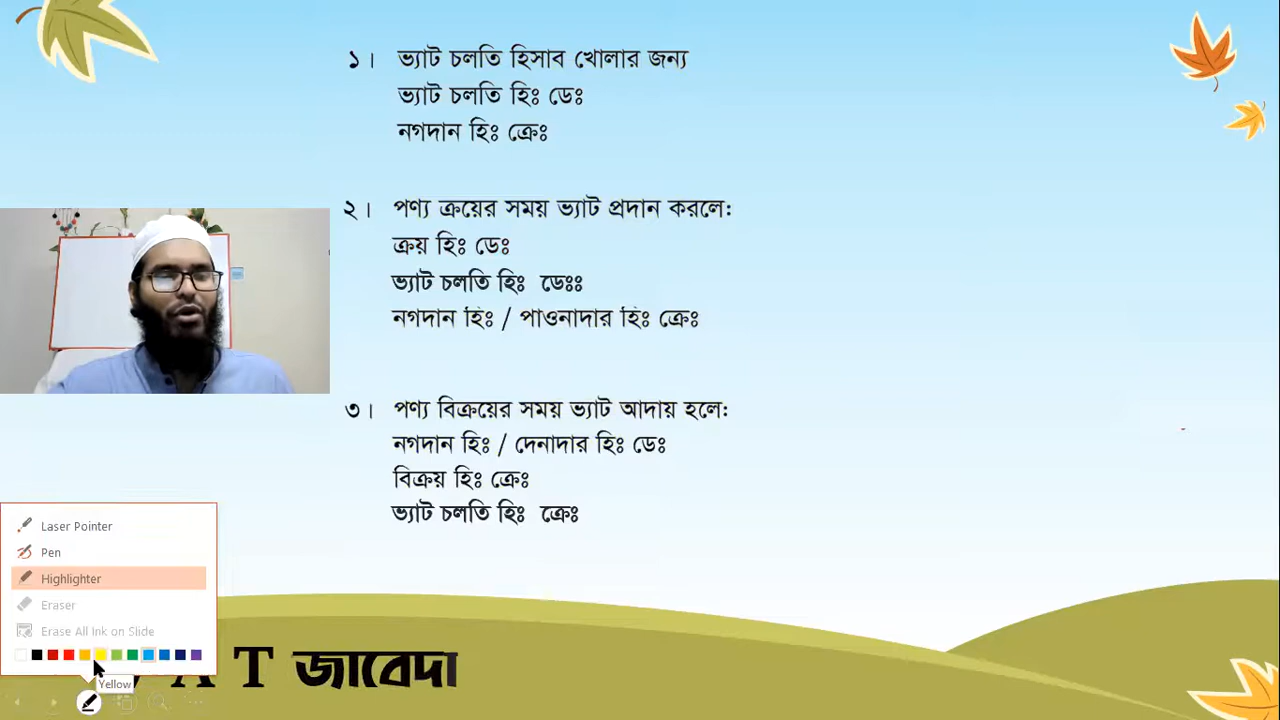 ১। ভ্যাট চলতি হিসাব খোলার জন্য
ভ্যাট চলতি হিঃ ডেঃ
নগদান হিঃ ক্রেঃ
২। পণ্য ক্রয়ের সময় ভ্যাট প্রদান করলে:
ক্রয় হিঃ ডেঃ
ভ্যাট চলতি হিঃ ডেঃঃ
নগদান হিঃ / পাওনাদার হিঃ ক্রেঃ
৩। পণ্য বিক্রয়ের সময় ভ্যাট আদায় হলে:
নগদান হিঃ / দেনাদার হিঃ ডেঃ
বিক্রয় হিঃ ক্রেঃ
ভ্যাট চলতি হিঃ ক্রেঃ
Laser Pointer
Pen
Highlighter
Eraser
Erase All Ink on Slide
Yellow
A T জাবেদা